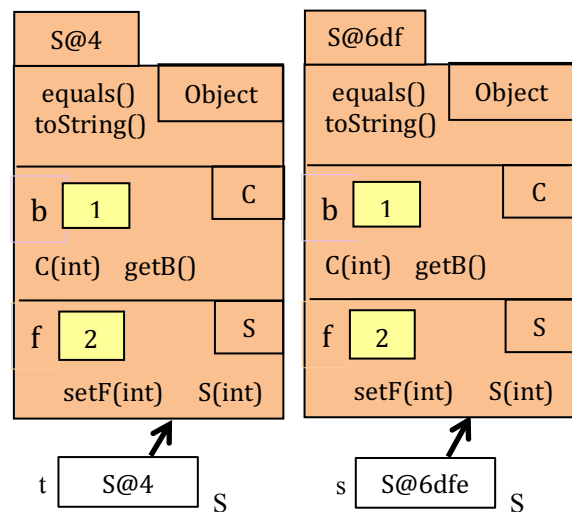 S@4
Object
equals()
toString()
C
b 1
C(int) getB()
S
f 2
setF(int) S(int)
t S@4 S
S@6df
Object
equals()
toString()
C
b 1
C(int) getB()
S
f 2
setF(int) S(int)
s S@6dfe S